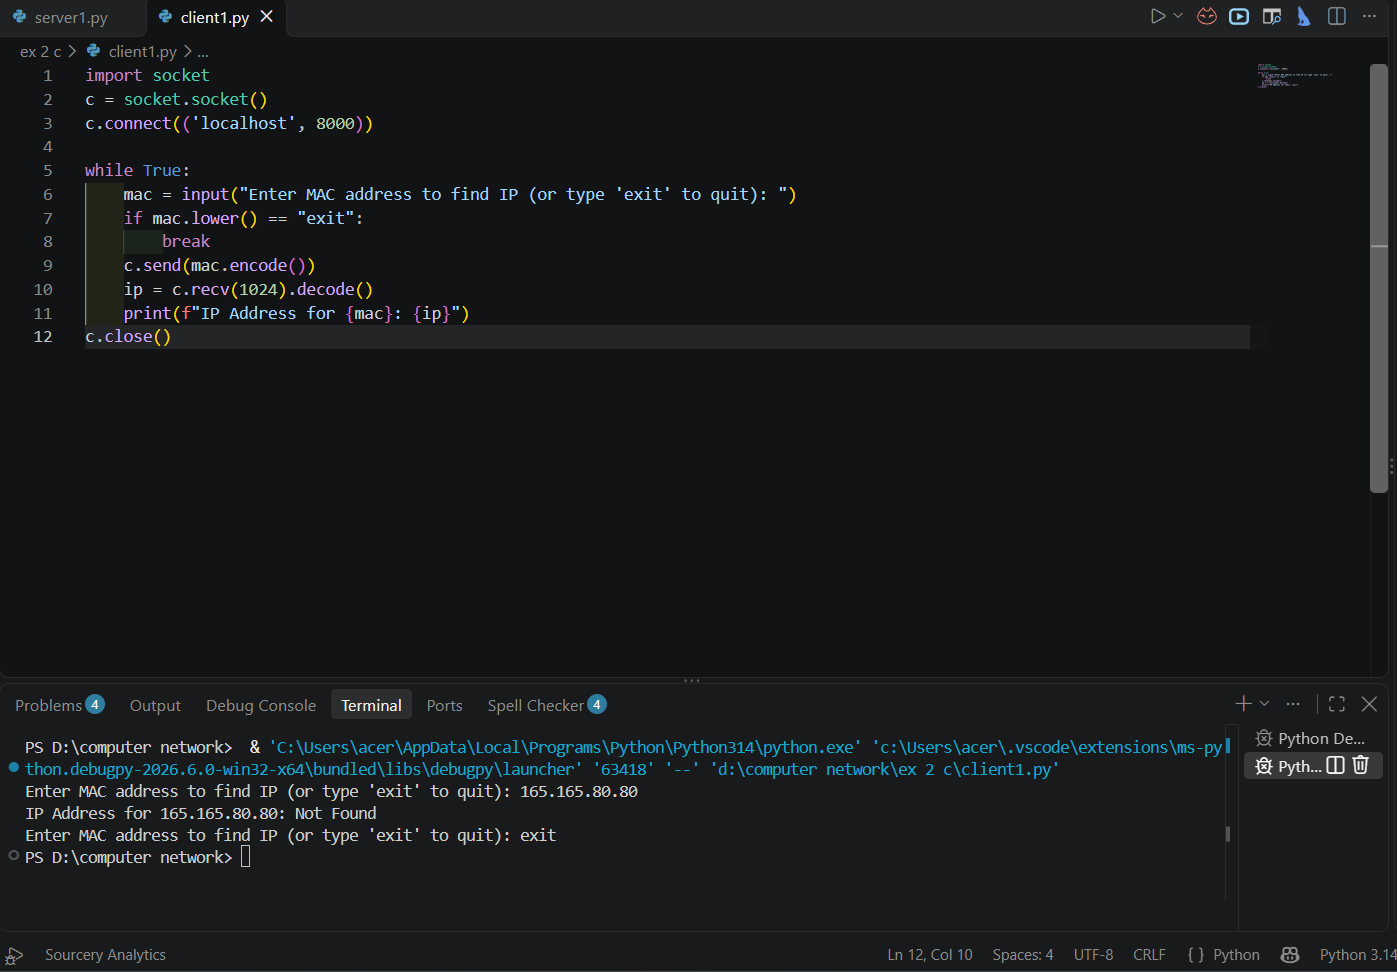 server1.py
client1.py
ex 2 c > client1.py > ...
1 import socket
2 c = socket.socket()
3 c.connect(('localhost', 8000))
4
5 while True:
6 mac = input("Enter MAC address to find IP (or type 'exit' to quit): ")
7 if mac.lower() == "exit":
8 break
9 c.send(mac.encode())
10 ip = c.recv(1024).decode()
11 print(f"IP Address for {mac}: {ip}")
12 c.close()
Problems 4 Output Debug Console Terminal Ports Spell Checker 4
PS D:\computer network>  & 'C:\Users\acer\AppData\Local\Programs\Python\Python314\python.exe' 'c:\Users\acer\.vscode\extensions\ms-py
thon.debugpy-2026.6.0-win32-x64\bundled\libs\debugpy\launcher' '63418' '--' 'd:\computer network\ex 2 c\client1.py'
Enter MAC address to find IP (or type 'exit' to quit): 165.165.80.80
IP Address for 165.165.80.80: Not Found
Enter MAC address to find IP (or type 'exit' to quit): exit
PS D:\computer network>
Python De...
Pyth...
Sourcery Analytics
Ln 12, Col 10 Spaces: 4 UTF-8 CRLF { } Python Python 3.14